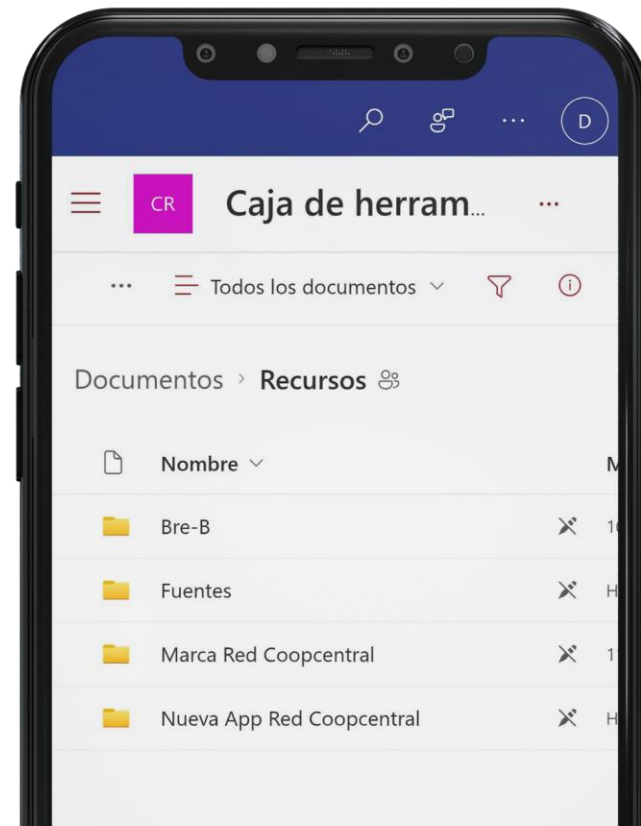 D
CR Caja de herram... ...
... Todos los documentos
Documentos > Recursos
Nombre
Bre-B
Fuentes
Marca Red Coopcentral
Nueva App Red Coopcentral